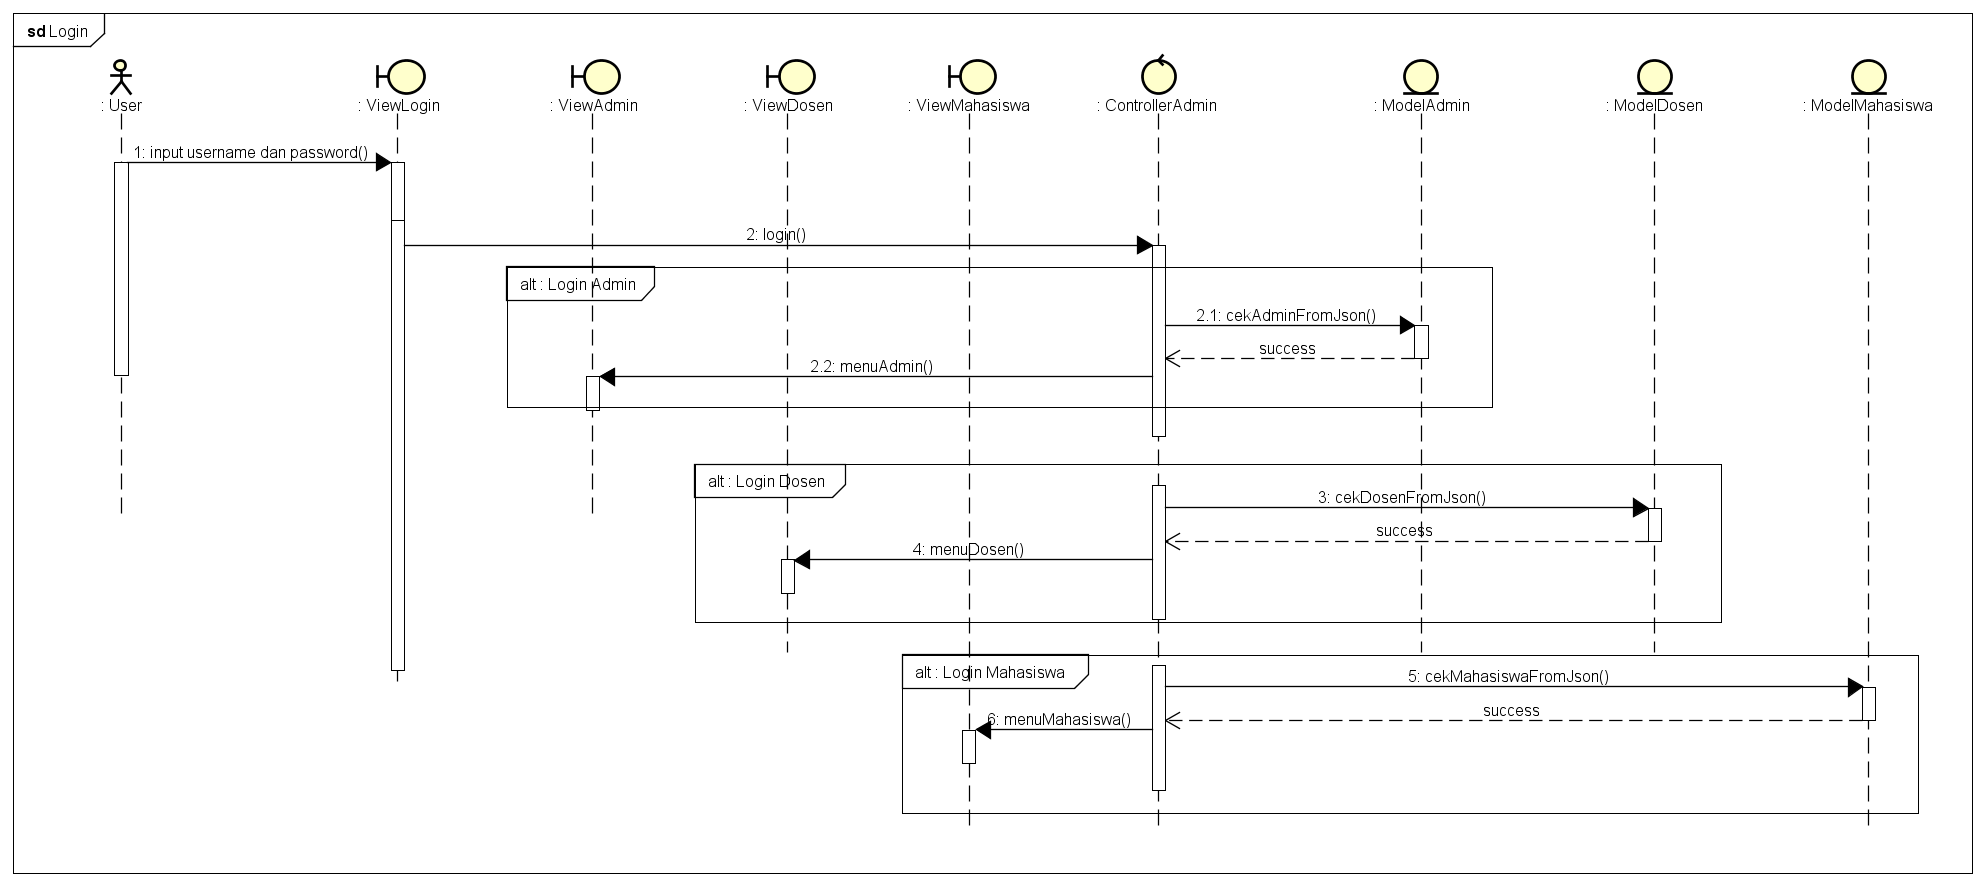 sd Login
: User
: ViewLogin
: ViewAdmin
: ViewDosen
: ViewMahasiswa
: ControllerAdmin
: ModelAdmin
: ModelDosen
: ModelMahasiswa
1: input username dan password()
2: login()
alt : Login Admin
2.1: cekAdminFromJson()
success
2.2: menuAdmin()
alt : Login Dosen
3: cekDosenFromJson()
success
4: menuDosen()
alt : Login Mahasiswa
5: cekMahasiswaFromJson()
success
6: menuMahasiswa()